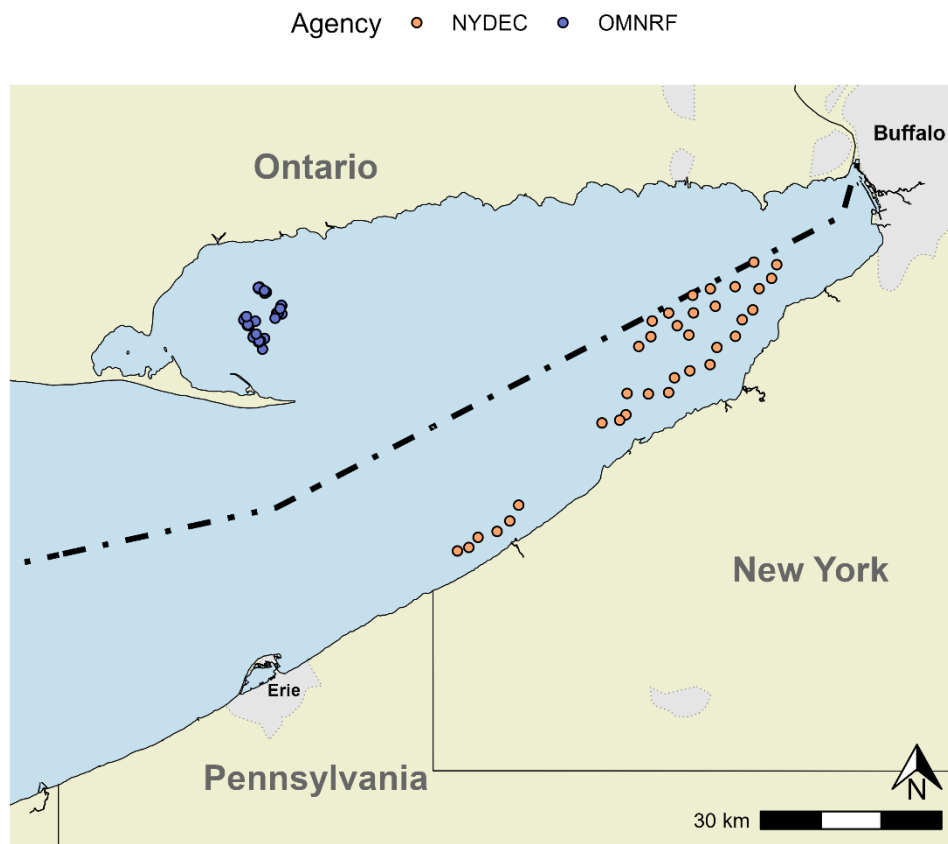 Agency NYDEC OMNRF
Buffalo
Ontario
New York
Erie
Pennsylvania
N
30 km